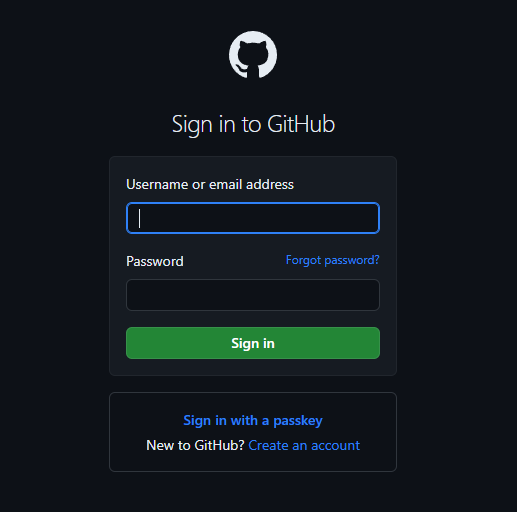 Sign in to GitHub
Username or email address
Password Forgot password?
Sign in
Sign in with a passkey
New to GitHub? Create an account